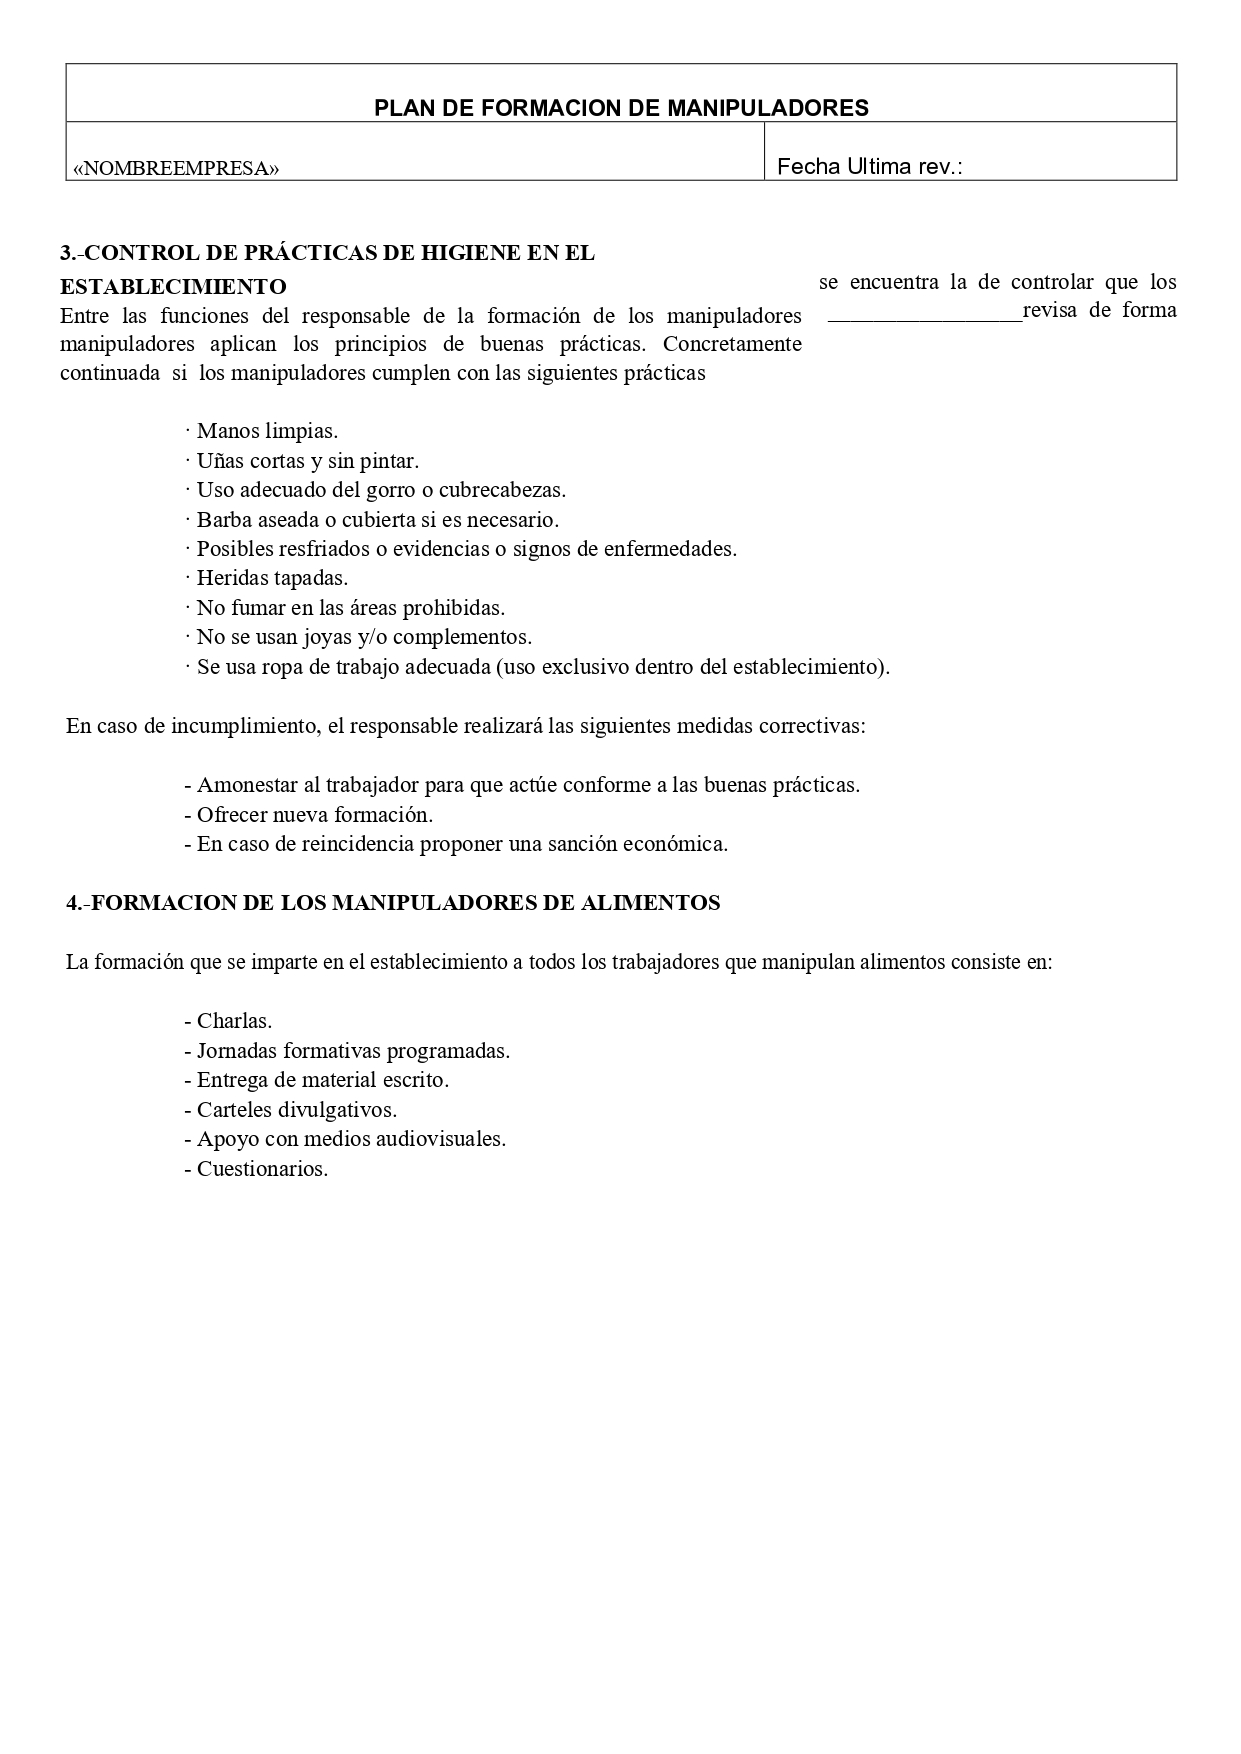 PLAN DE FORMACION DE MANIPULADORES
«NOMBREEMPRESA»
Fecha Ultima rev.:
3.-CONTROL DE PRÁCTICAS DE HIGIENE EN EL
ESTABLECIMIENTO
Entre las funciones del responsable de la formación de los manipuladores se encuentra la de controlar que los
manipuladores aplican los principios de buenas prácticas. Concretamente _________________revisa de forma
continuada si los manipuladores cumplen con las siguientes prácticas
· Manos limpias.
· Uñas cortas y sin pintar.
· Uso adecuado del gorro o cubrecabezas.
· Barba aseada o cubierta si es necesario.
· Posibles resfriados o evidencias o signos de enfermedades.
· Heridas tapadas.
· No fumar en las áreas prohibidas.
· No se usan joyas y/o complementos.
· Se usa ropa de trabajo adecuada (uso exclusivo dentro del establecimiento).
En caso de incumplimiento, el responsable realizará las siguientes medidas correctivas:
- Amonestar al trabajador para que actúe conforme a las buenas prácticas.
- Ofrecer nueva formación.
- En caso de reincidencia proponer una sanción económica.
4.-FORMACION DE LOS MANIPULADORES DE ALIMENTOS
La formación que se imparte en el establecimiento a todos los trabajadores que manipulan alimentos consiste en:
- Charlas.
- Jornadas formativas programadas.
- Entrega de material escrito.
- Carteles divulgativos.
- Apoyo con medios audiovisuales.
- Cuestionarios.